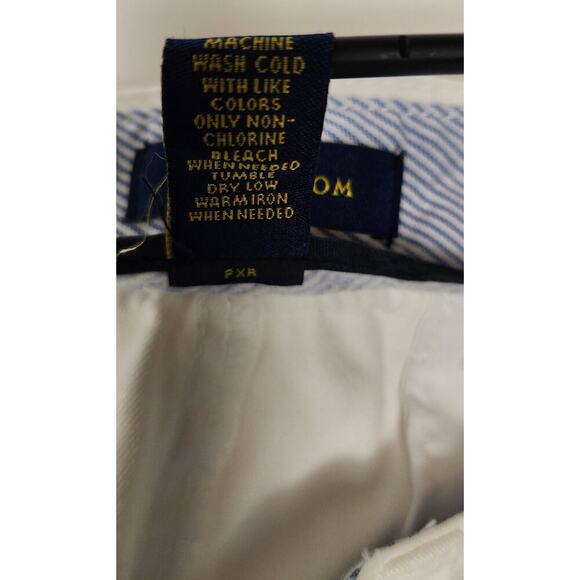 MACHINE
WASH COLD
WITH LIKE
COLORS
ONLY NON-
CHLORINE
BLEACH
WHEN NEEDED
TUMBLE
DRY LOW
WARM IRON
WHEN NEEDED
OM